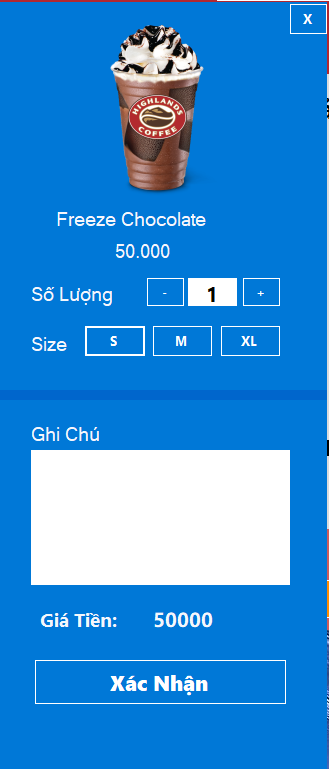 X
HIGHLANDS
COFFEE
Freeze Chocolate
50.000
Số Lượng - 1 +
Size S M XL
Ghi Chú
Giá Tiền: 50000
Xác Nhận